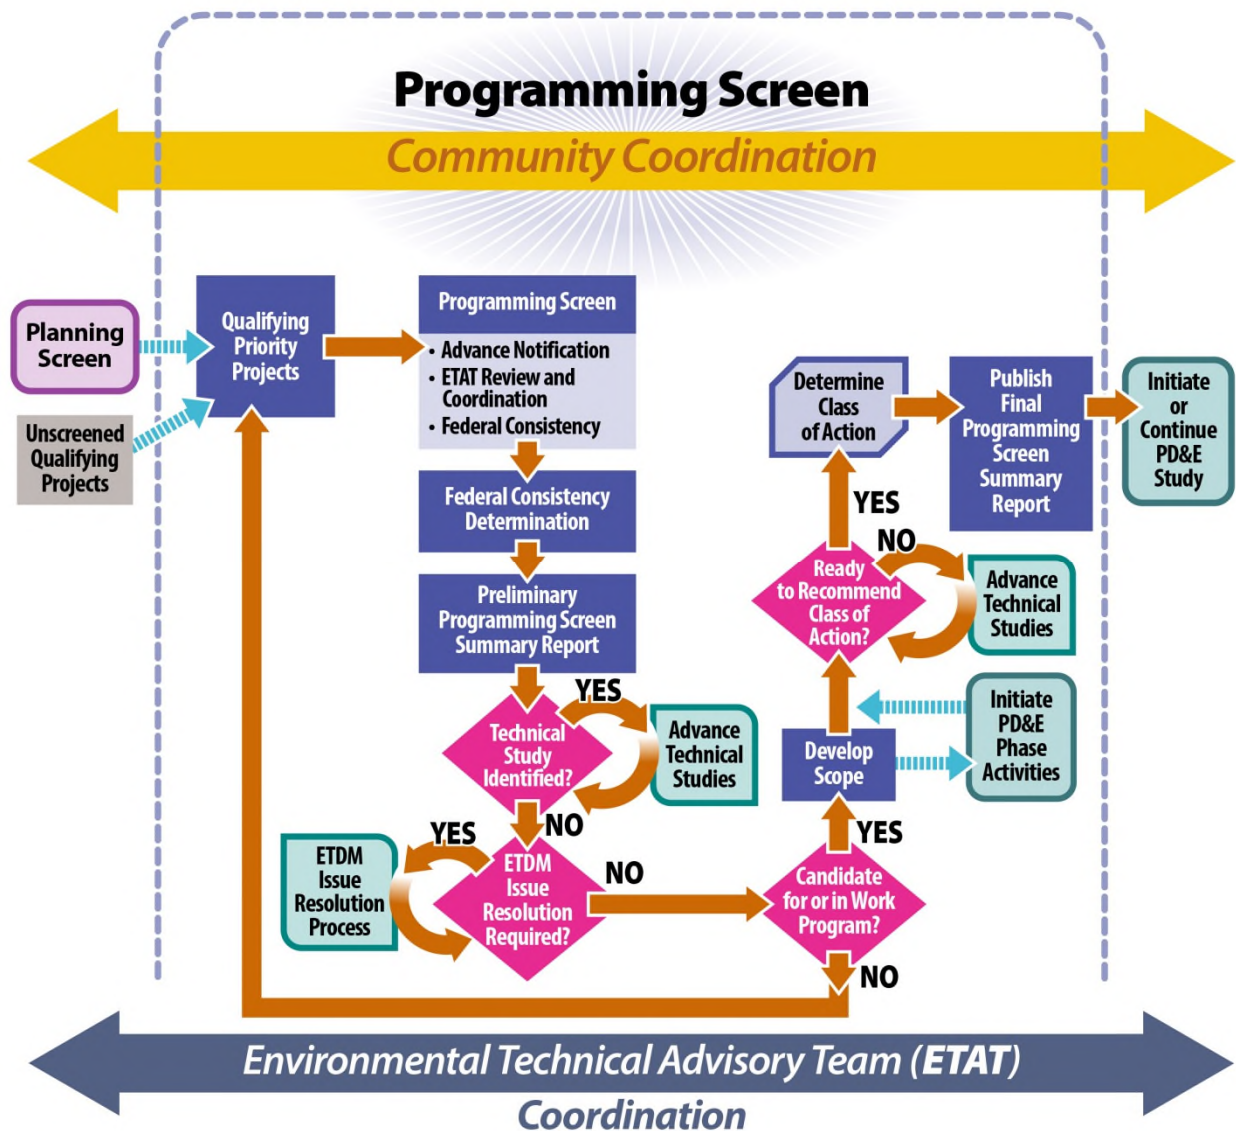 Programming Screen
Community Coordination
Planning
Screen
Unscreened
Qualifying
Projects
Qualifying
Priority
Projects
Programming Screen
• Advance Notification
• ETAT Review and
Coordination
• Federal Consistency
Federal Consistency
Determination
Preliminary
Programming Screen
Summary Report
Technical
Study
Identified?
YES
Advance
Technical
Studies
NO
ETDM
Issue
Resolution
Required?
YES
ETDM
Issue
Resolution
Process
NO
Candidate
for or in Work
Program?
NO
YES
Develop
Scope
Initiate
PD&E
Phase
Activities
Ready
to Recommend
Class of
Action?
NO
Advance
Technical
Studies
YES
Determine
Class
of Action
Publish
Final
Programming
Screen
Summary
Report
Initiate
or
Continue
PD&E
Study
Environmental Technical Advisory Team (ETAT)
Coordination